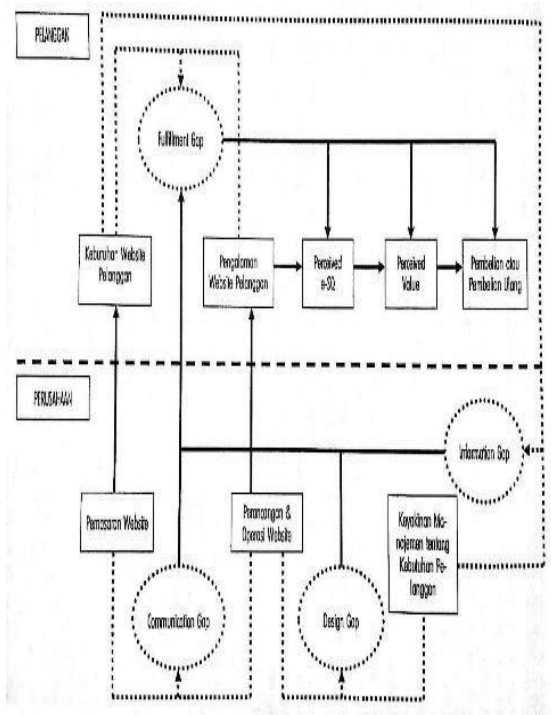 PELANGGAN
Fulfillment Gap
Kebutuhan Website
Pelanggan
Pengalaman
Website Pelanggan
Perceived
e-SQ
Perceived
Value
Pembelian atau
Pembelian Ulang
PERUSAHAAN
Information Gap
Pemasaran Website
Perancangan &
Operasi Website
Keyakinan Ma-
najemen tentang
Kebutuhan Pe-
langgan
Communication Gap
Design Gap